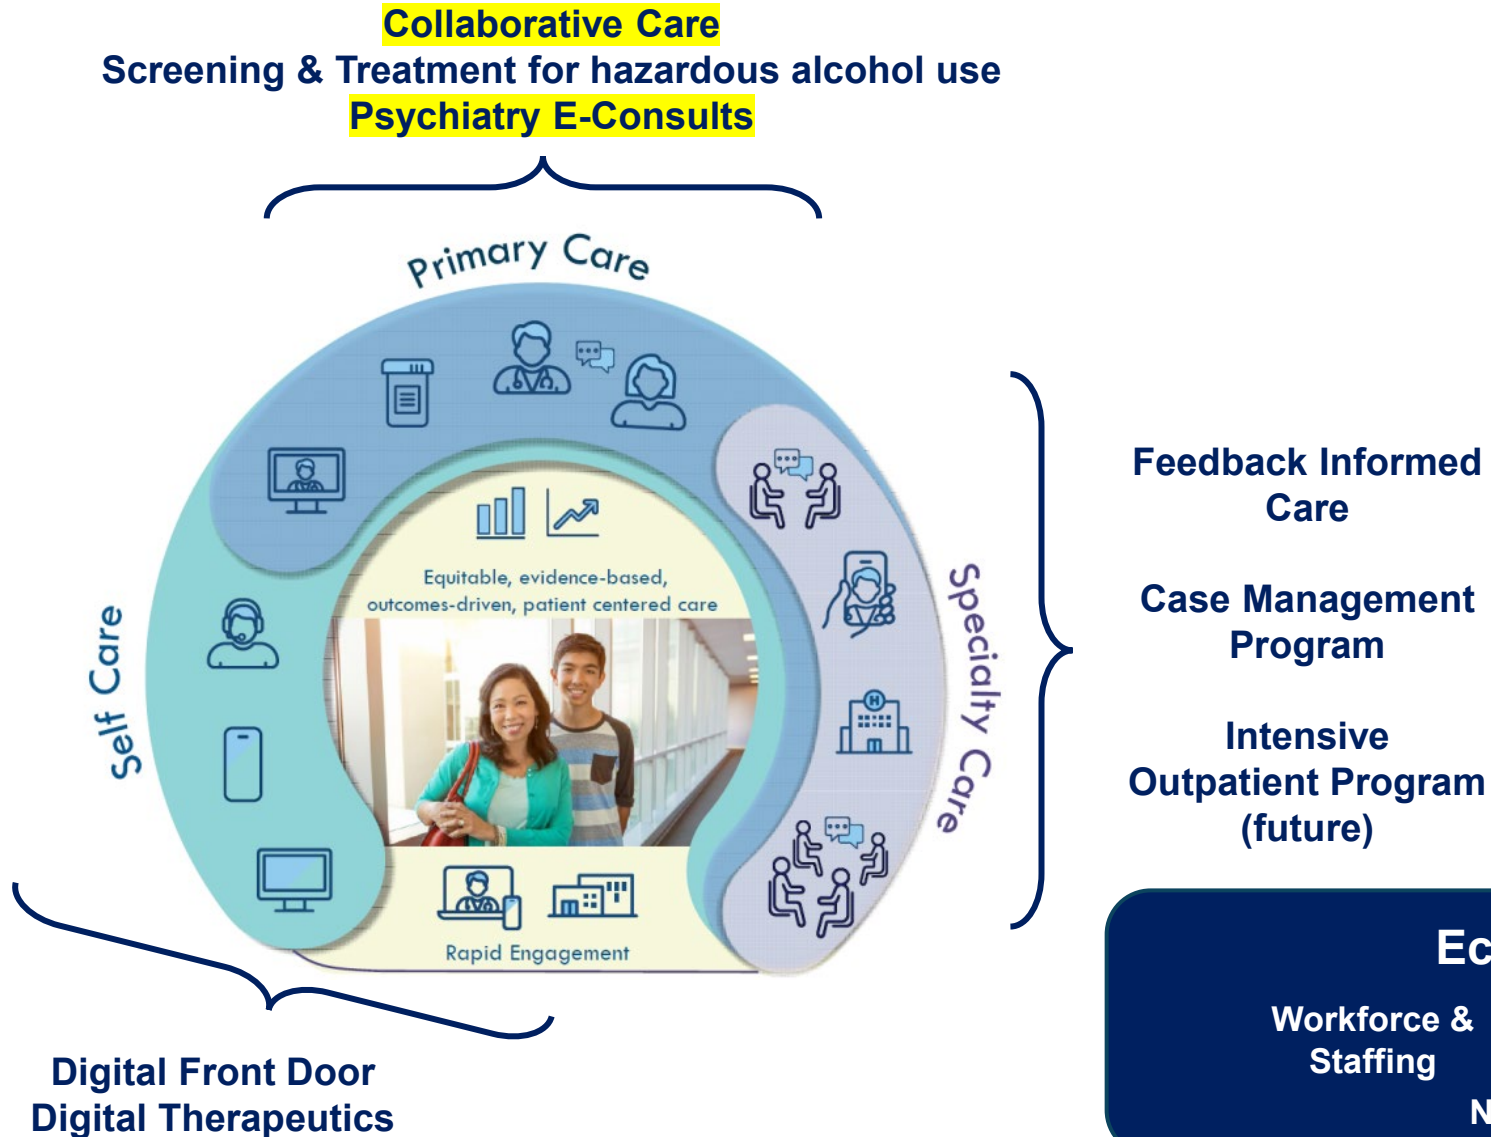 Collaborative Care
Screening & Treatment for hazardous alcohol use
Psychiatry E-Consults
Primary Care
Self Care
Specialty Care
Equitable, evidence-based,
outcomes-driven, patient centered care
Rapid Engagement
Feedback Informed
Care
Case Management
Program
Intensive
Outpatient Program
(future)
Digital Front Door
Digital Therapeutics
Workforce &
Staffing